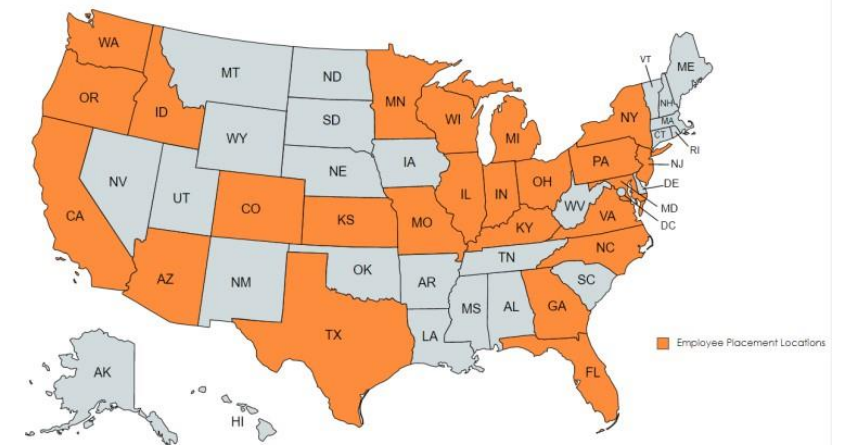 WA
MT
ND
MN
VT
ME
OR
ID
SD
WI
MI
NY
NH
MA
CT
RI
WY
IA
PA
NJ
NE
NV
UT
IL
IN
OH
DE
WV
MD
CA
CO
KS
MO
KY
VA
DC
NC
AZ
NM
OK
AR
TN
SC
MS
AL
GA
TX
LA
Employee Placement Locations
AK
FL
HI